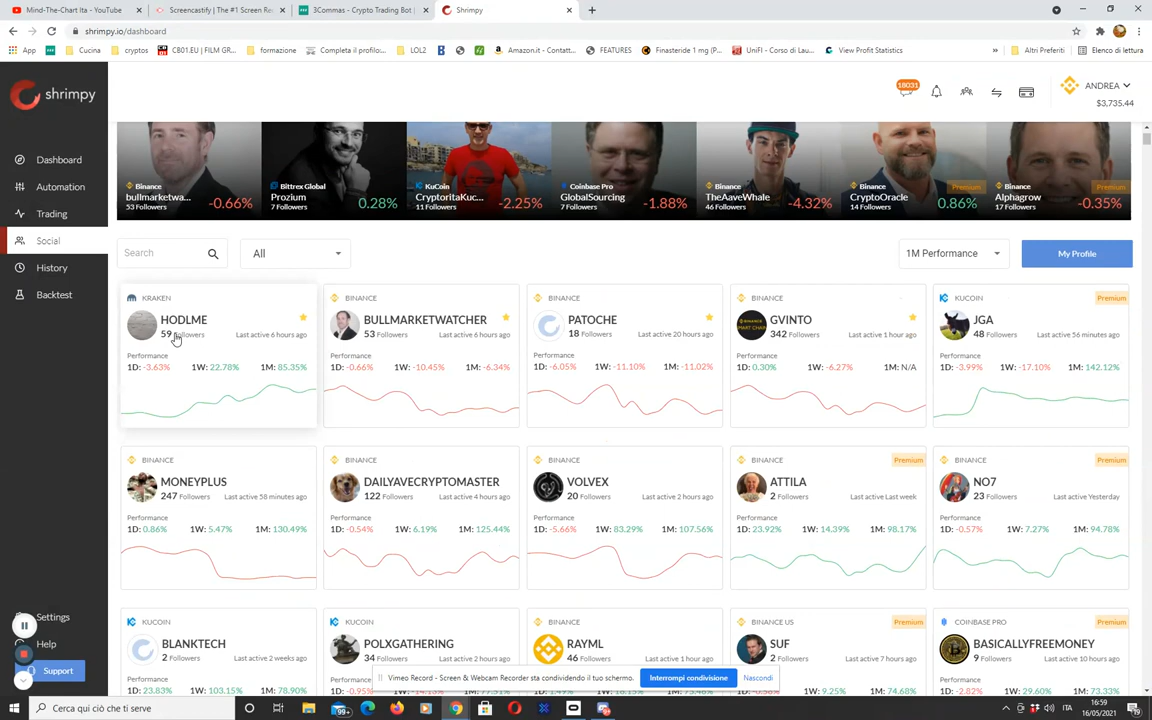 Mind-The-Chart Ita - YouTube
Screencastify | The #1 Screen Re
3Commas - Crypto Trading Bot |
Shrimpy
shrimpy.io/dashboard
App
Cucina
cryptos
CB01.EU | FILM GR...
formazione
Completa il profilo...
LOL2
Amazon.it - Contatt...
FEATURES
Finasteride 1 mg (P...
UniFI - Corso di Lau...
View Profit Statistics
»
Altri Preferiti
Elenco di lettura
shrimpy
18031
ANDREA
$3,735.44
Dashboard
Automation
Trading
Social
History
Backtest
Settings
Help
Support
Binance
bullmarketwa...
53 Followers
-0.66%
Bittrex Global
Prozium
7 Followers
0.28%
KuCoin
CryptoritaKuc...
11 Followers
-2.25%
Coinbase Pro
GlobalSourcing
7 Followers
-1.88%
Binance
TheAaveWhale
46 Followers
-4.32%
Binance
Premium
CryptoOracle
14 Followers
0.86%
Binance
Premium
Alphagrow
17 Followers
-0.35%
Search
All
1M Performance
My Profile
KRAKEN
HODLME
59 Followers
Last active 6 hours ago
Performance
1D: -3.63% 1W: 22.78% 1M: 85.35%
BINANCE
BULLMARKETWATCHER
53 Followers
Last active 6 hours ago
Performance
1D: -0.66% 1W: -10.45% 1M: -6.34%
BINANCE
PATOCHE
18 Followers
Last active 20 hours ago
Performance
1D: -6.05% 1W: -11.10% 1M: -11.02%
BINANCE
GVINTO
342 Followers
Last active 1 hour ago
Performance
1D: 0.30% 1W: -6.27% 1M: N/A
KUCOIN
Premium
JGA
48 Followers
Last active 56 minutes ago
Performance
1D: -3.99% 1W: -17.10% 1M: 142.12%
BINANCE
MONEYPLUS
247 Followers
Last active 58 minutes ago
Performance
1D: 0.86% 1W: 5.47% 1M: 130.49%
BINANCE
DAILYAVECRYPTOMASTER
122 Followers
Last active 4 hours ago
Performance
1D: -0.54% 1W: 6.19% 1M: 125.44%
BINANCE
VOLVEX
20 Followers
Last active 2 hours ago
Performance
1D: -5.66% 1W: 83.29% 1M: 107.56%
BINANCE
Premium
ATTILA
2 Followers
Last active Last week
Performance
1D: 23.92% 1W: 14.39% 1M: 98.17%
BINANCE
Premium
NO7
23 Followers
Last active Yesterday
Performance
1D: -0.57% 1W: 7.27% 1M: 94.78%
KUCOIN
BLANKTECH
2 Followers
Last active 2 weeks ago
Performance
1D: 23.83% 1W: 103.15% 1M: 78.90%
KUCOIN
POLXGATHERING
34 Followers
Last active 7 hours ago
BINANCE
RAYML
46 Followers
Last active 1 hour ago
BINANCE US
Premium
SUF
2 Followers
Last active 7 hours ago
9.25% 1M: 74.68%
COINBASE PRO
Premium
BASICALLYFREEMONEY
9 Followers
Last active 10 hours ago
Performance
1D: -2.82% 1W: 29.60% 1M: 73.33%
Vimeo Record - Screen & Webcam Recorder sta condividendo il tuo schermo.
Interrompi condivisione
Nascondi
Cerca qui ciò che ti serve
99+
ITA
16:59
16/05/2021
19